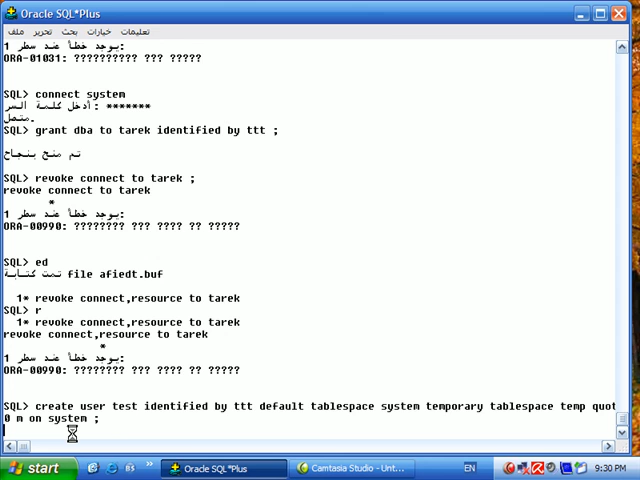 Oracle SQL*Plus
ملف تحرير بحث خيارات تعليمات
يوجد خطأ عند سطر 1:
ORA-01031: ?????????? ??? ?????
SQL> connect system
أدخل كلمة السر: *******
متصل.
SQL> grant dba to tarek identified by ttt ;
تم منح بنجاح
SQL> revoke connect to tarek ;
revoke connect to tarek
*
يوجد خطأ عند سطر 1:
ORA-00990: ???????? ??? ???? ?? ?????
SQL> ed
تمت كتابة file afiedt.buf
1* revoke connect,resource to tarek
SQL> r
1* revoke connect,resource to tarek
revoke connect,resource to tarek
*
يوجد خطأ عند سطر 1:
ORA-00990: ???????? ??? ???? ?? ?????
SQL> create user test identified by ttt default tablespace system temporary tablespace temp quot
0 m on system ;
start
Oracle SQL*Plus
Camtasia Studio - Unt...
EN
9:30 PM